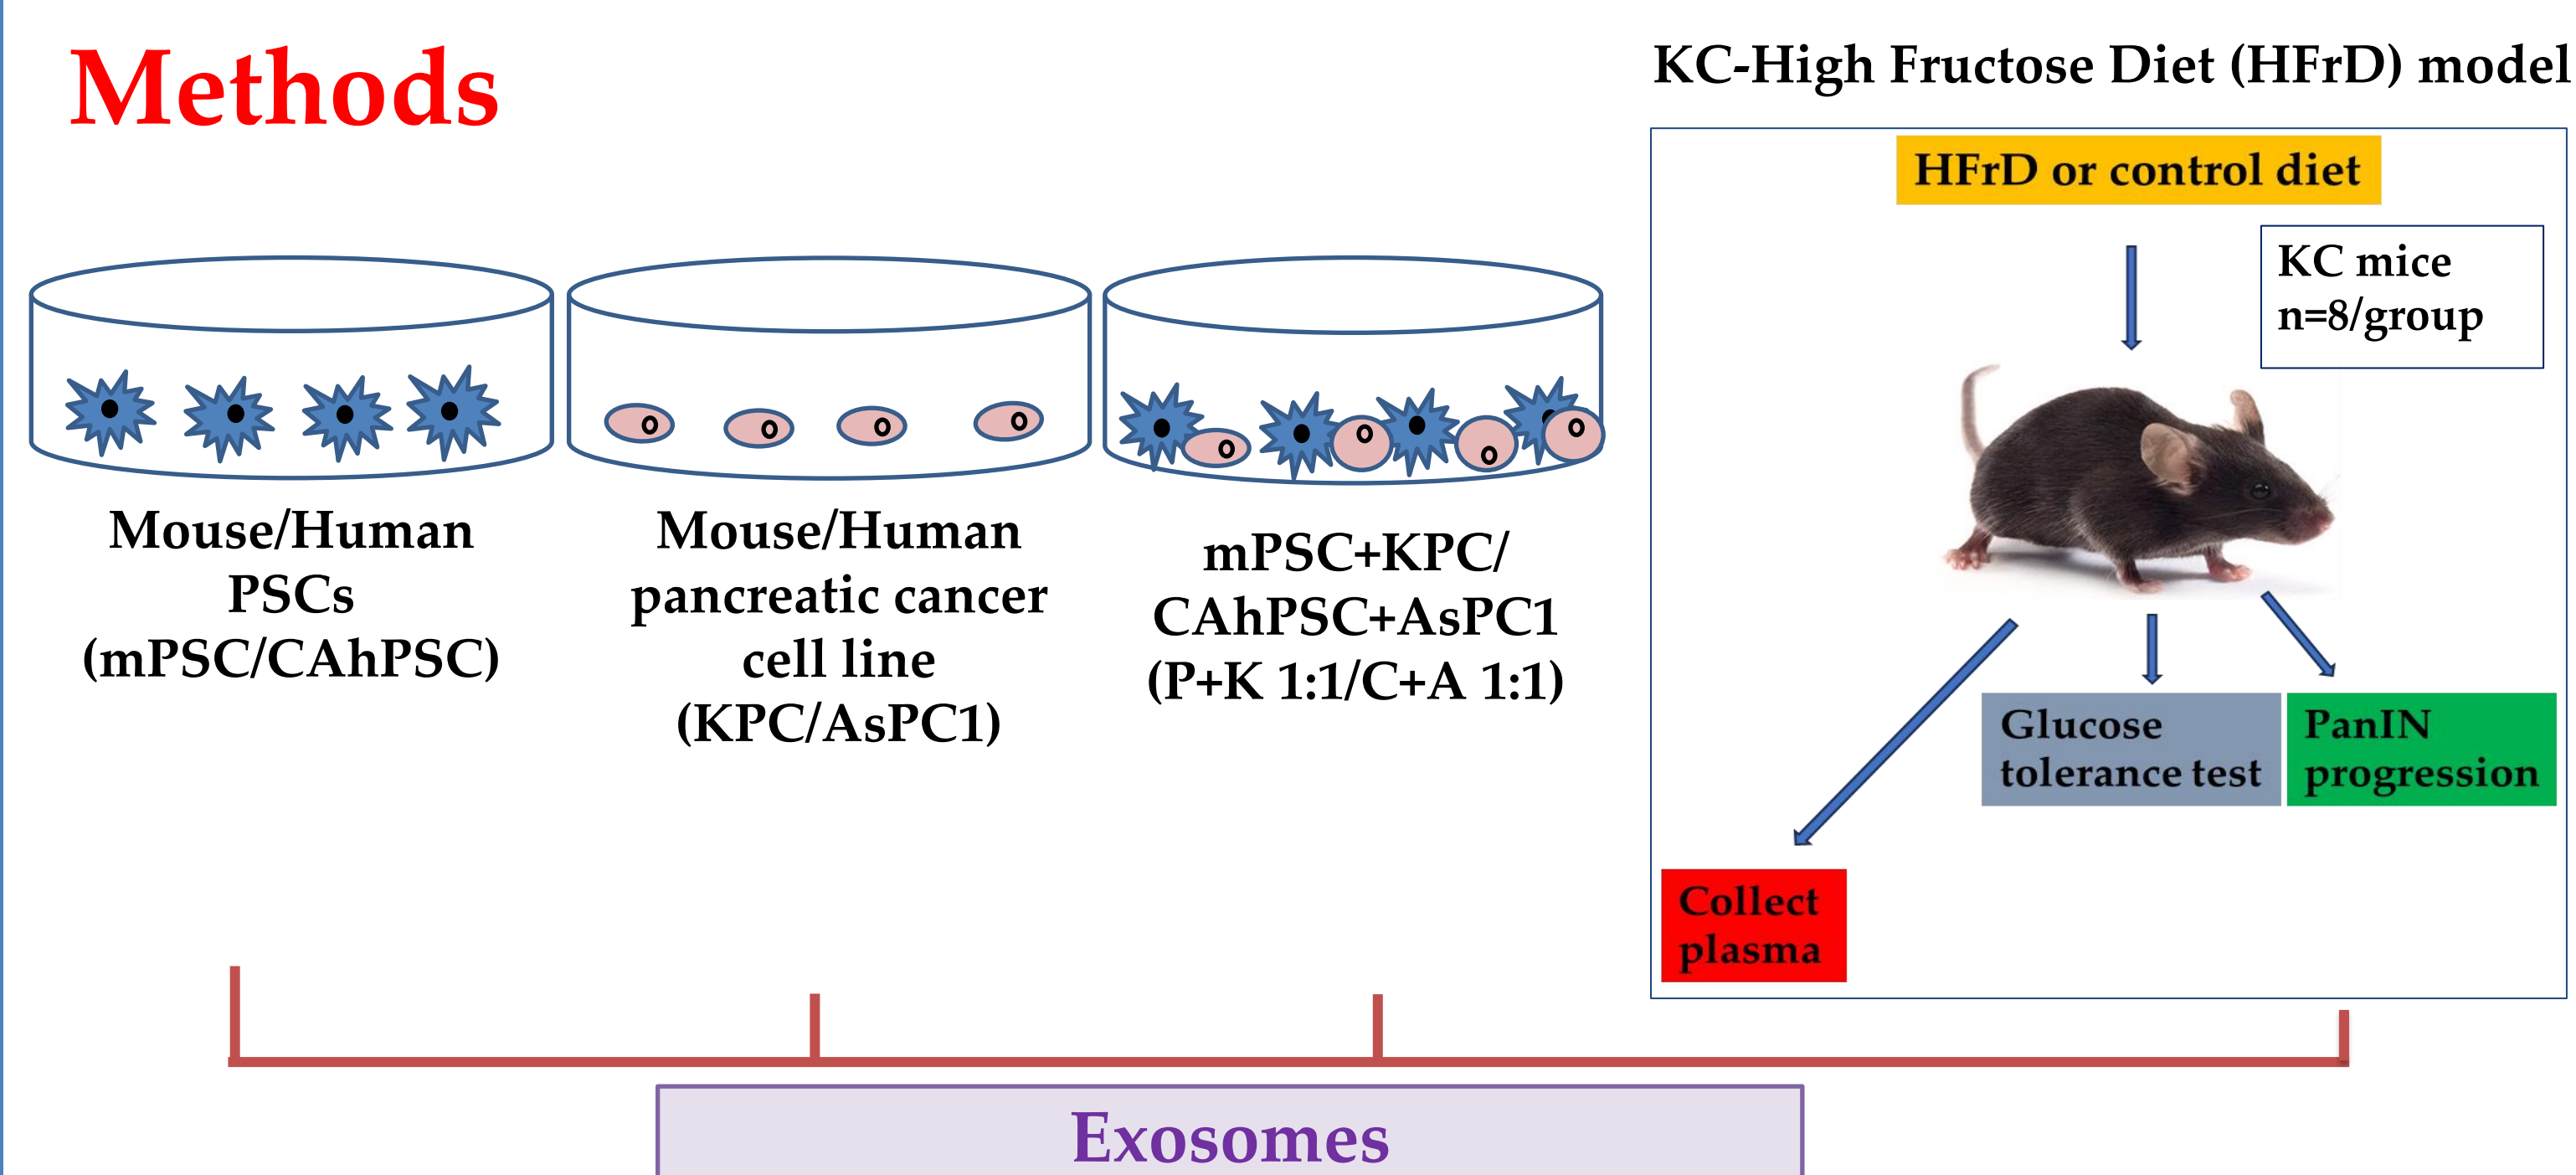 Methods
Mouse/Human
PSCs
(mPSC/CAhPSC)
Mouse/Human
pancreatic cancer
cell line
(KPC/AsPC1)
mPSC+KPC/
CAhPSC+AsPC1
(P+K 1:1/C+A 1:1)
KC-High Fructose Diet (HFrD) model
HFrD or control diet
KC mice
n=8/group
Glucose
tolerance test
PanIN
progression
Collect
plasma
Exosomes